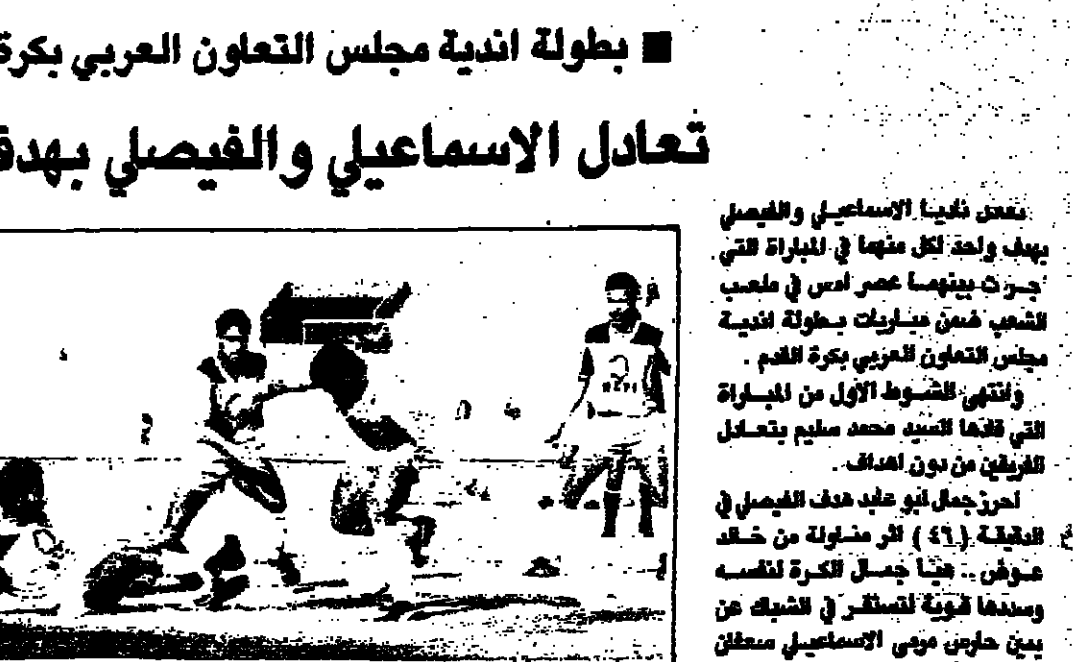 ■ بطولة اندية مجلس التعاون العربي بكرة
تعادل الاسماعيلي والفيصلي بهدف
تعادل ناديا الاسماعيلي والفيصلي
بهدف واحد لكل منهما في المباراة التي
جرت بينهما عصر امس في ملعب
الشعب ضمن مباريات بطولة اندية
مجلس التعاون العربي بكرة القدم .
وانتهى الشوط الاول من المباراة
التي قادها السيد محمد سليم بتعادل
الفريقين من دون اهداف .
احرز جمال ابو عابد هدف الفيصلي في
الدقيقة ( ٤٦ ) اثر مناولة من خالد
عوض .. هيأ جمال الكرة لنفسه
وسددها قوية لتستقر في الشباك عن
يمين حارس مرمى الاسماعيلي